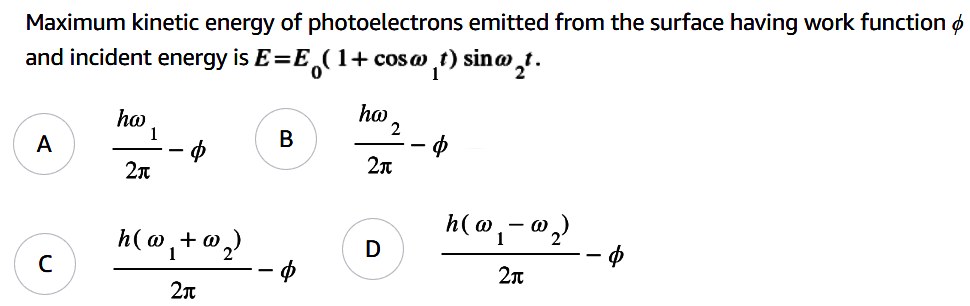 Maximum kinetic energy of photoelectrons emitted from the surface having work function ϕ
and incident energy is E=E₀(1+cosω₁t) sinω₂t.
A hω₁/2π − ϕ B hω₂/2π − ϕ
C h(ω₁+ω₂)/2π − ϕ D h(ω₁−ω₂)/2π − ϕ